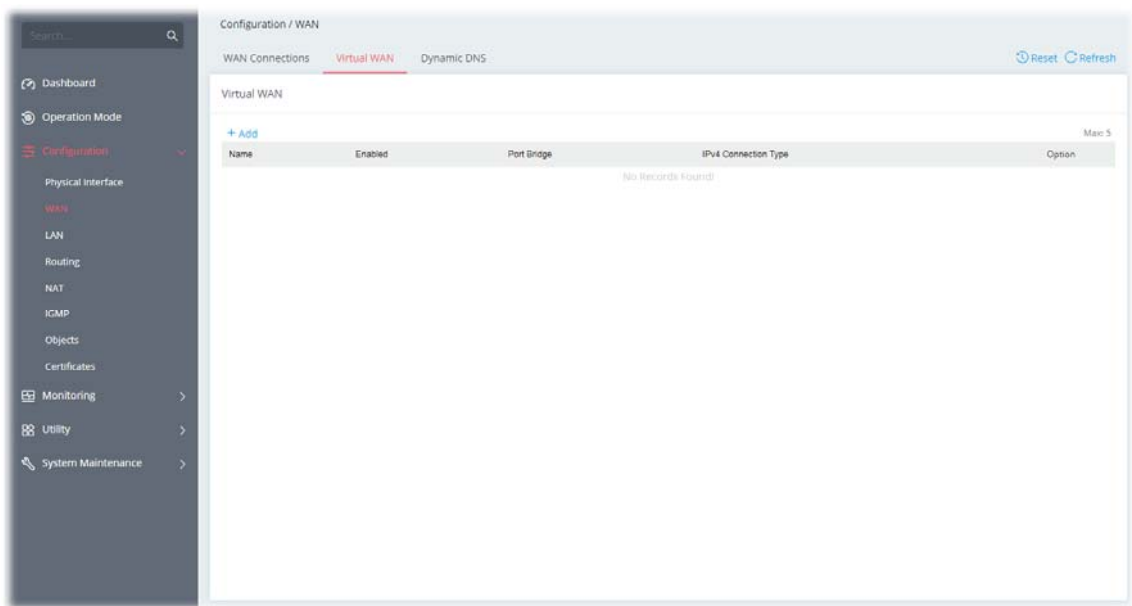 Search...
Dashboard
Operation Mode
Configuration
Physical Interface
WAN
LAN
Routing
NAT
IGMP
Objects
Certificates
Monitoring
Utility
System Maintenance
Configuration / WAN
WAN Connections Virtual WAN Dynamic DNS Reset Refresh
Virtual WAN
+ Add Max: 5
Name Enabled Port Bridge IPv4 Connection Type Option
No Records Found!